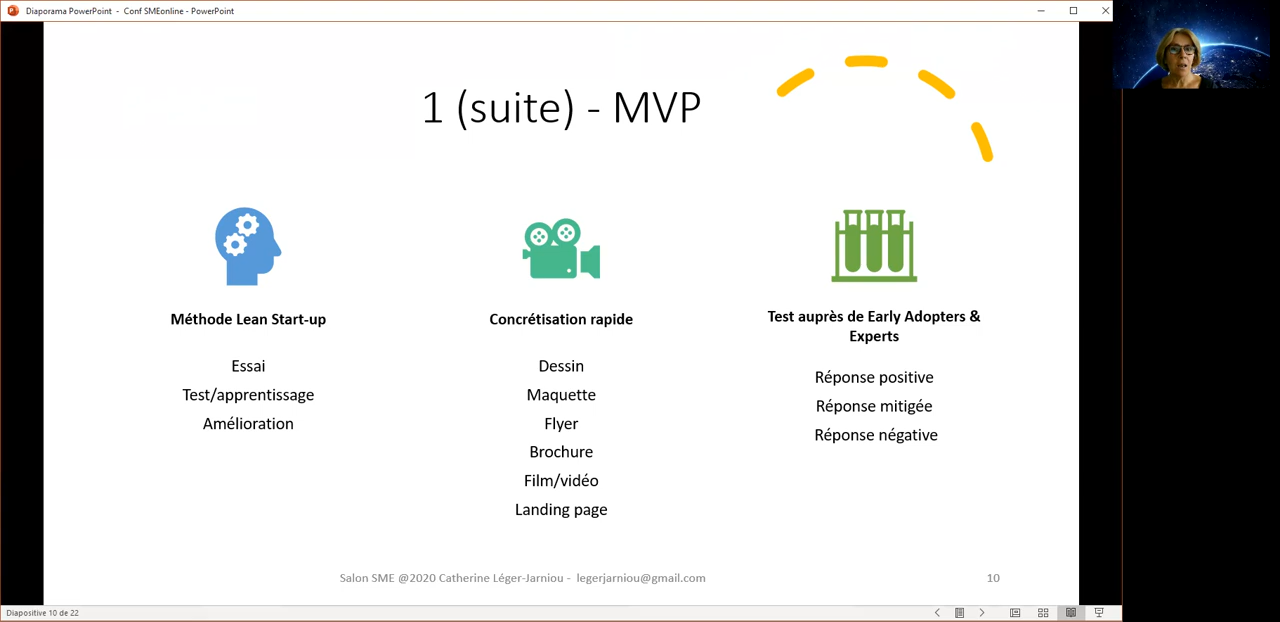 Diaporama PowerPoint - Conf SMEonline - PowerPoint
1 (suite) - MVP
Méthode Lean Start-up
Essai
Test/apprentissage
Amélioration
Concrétisation rapide
Dessin
Maquette
Flyer
Brochure
Film/vidéo
Landing page
Test auprès de Early Adopters &
Experts
Réponse positive
Réponse mitigée
Réponse négative
Salon SME @2020 Catherine Léger-Jarniou - legerjarniou@gmail.com
10
Diapositive 10 de 22